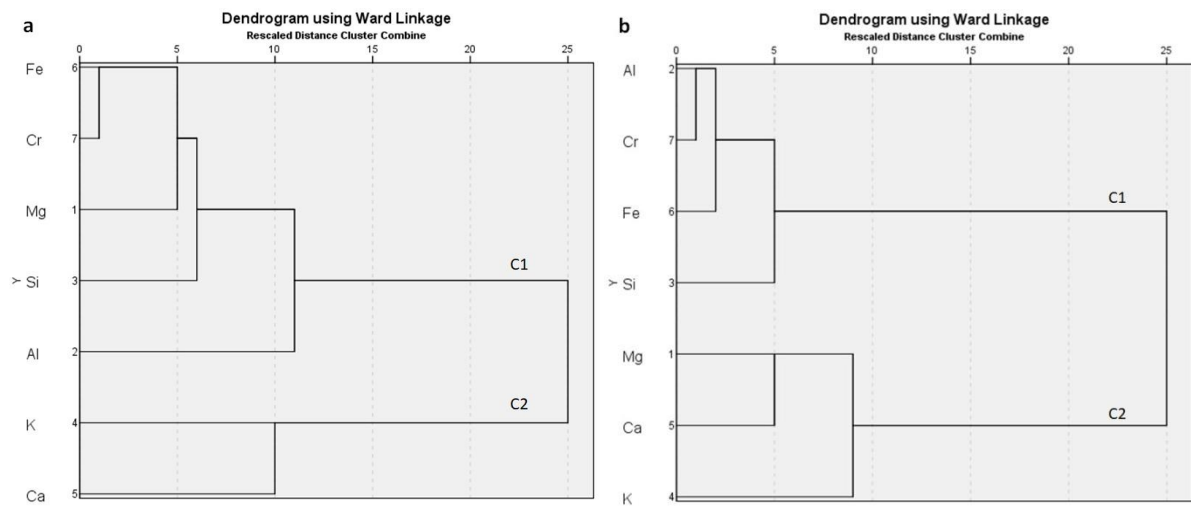 a
Dendrogram using Ward Linkage
Rescaled Distance Cluster Combine
0 5 10 15 20 25
Fe 6
Cr 7
Mg 1
Y Si 3
Al 2
K 4
Ca 5
C1
C2
b
Dendrogram using Ward Linkage
Rescaled Distance Cluster Combine
0 5 10 15 20 25
Al 2
Cr 7
Fe 6
Y Si 3
Mg 1
Ca 5
K 4
C1
C2